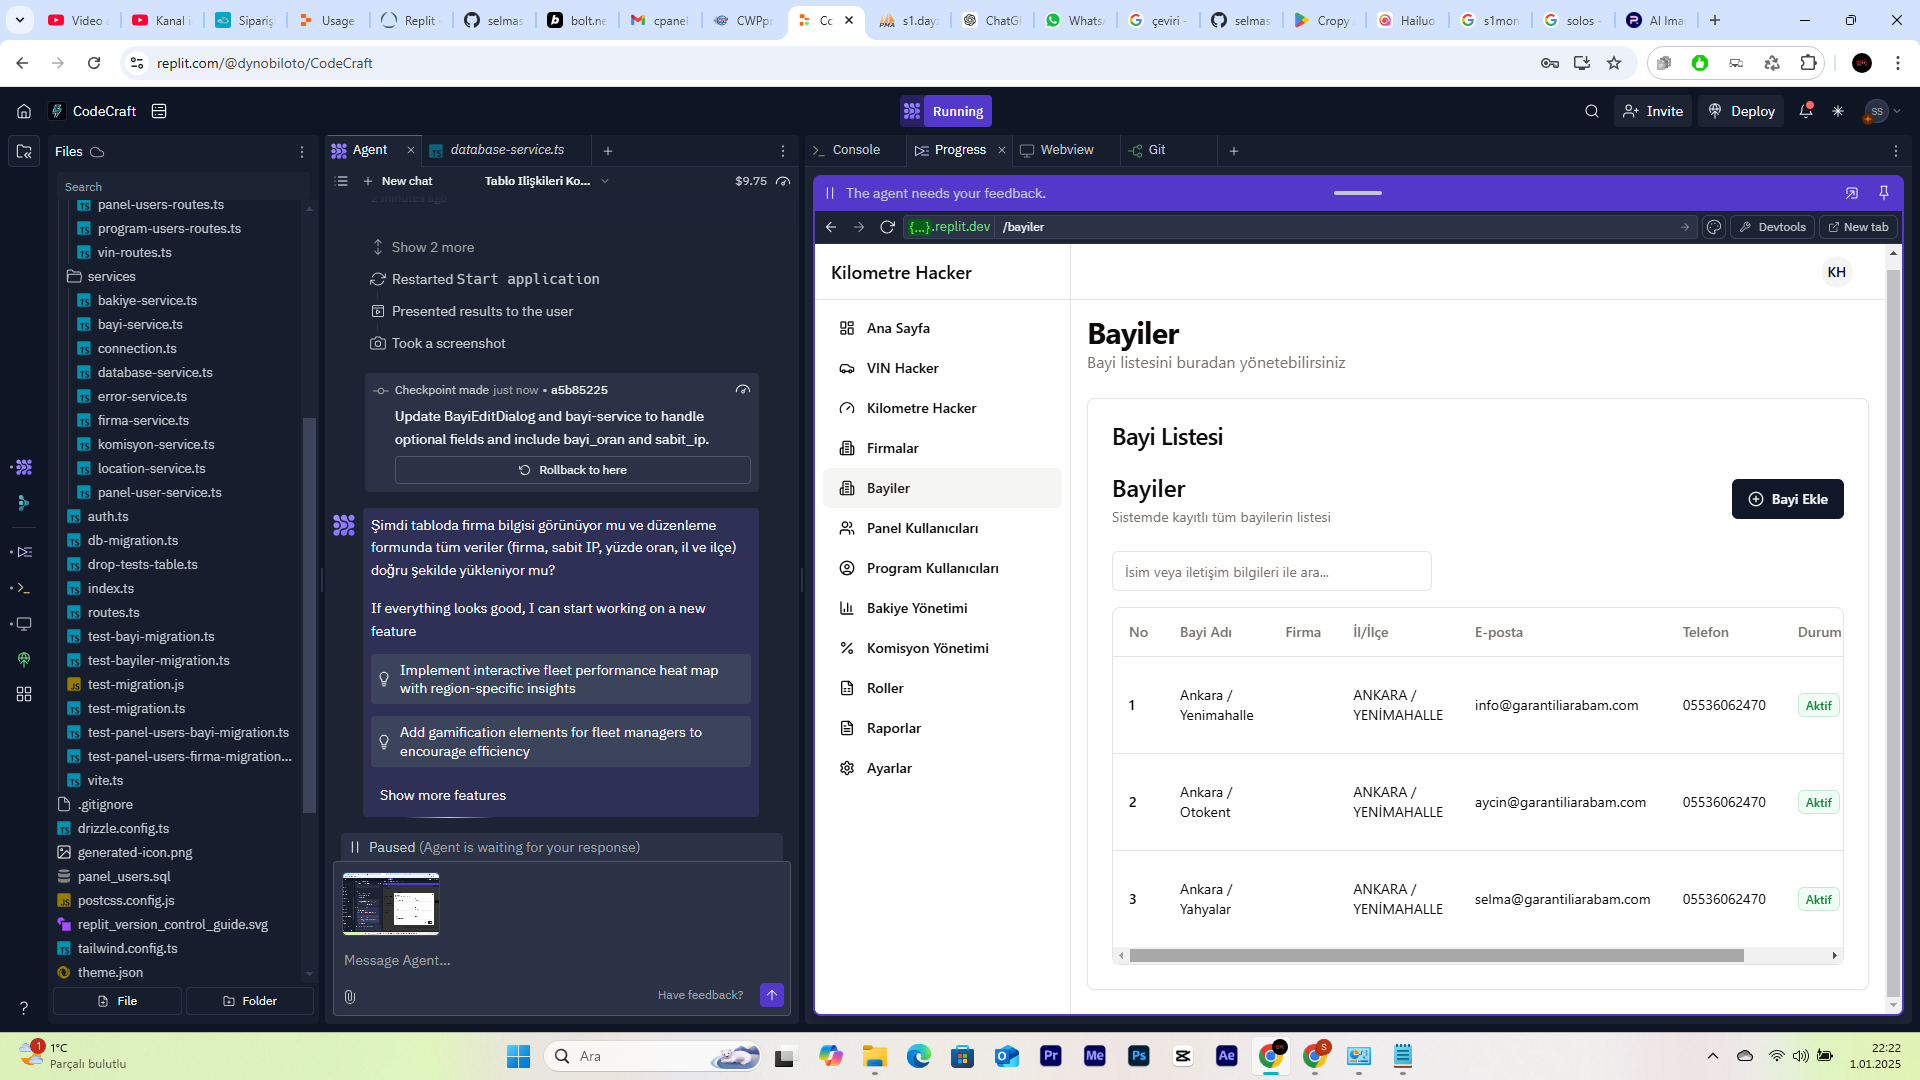 Video
Kanal i
Sipariş
Usage
Replit
selmas
bolt.ne
cpanel
CWPpr
Co
s1.day
ChatG
Whats
çeviri -
selmas
Cropy
Hailuo
s1mon
solos -
AI Ima
replit.com/@dynobiloto/CodeCraft
CodeCraft
Running
Invite
Deploy
SS
Files
Search
panel-users-routes.ts
program-users-routes.ts
vin-routes.ts
services
bakiye-service.ts
bayi-service.ts
connection.ts
database-service.ts
error-service.ts
firma-service.ts
komisyon-service.ts
location-service.ts
panel-user-service.ts
auth.ts
db-migration.ts
drop-tests-table.ts
index.ts
routes.ts
test-bayi-migration.ts
test-bayiler-migration.ts
test-migration.js
test-migration.ts
test-panel-users-bayi-migration.ts
test-panel-users-firma-migration...
vite.ts
.gitignore
drizzle.config.ts
generated-icon.png
panel_users.sql
postcss.config.js
replit_version_control_guide.svg
tailwind.config.ts
theme.json
File
Folder
Agent
database-service.ts
New chat
Tablo Ilişkileri Ko...
$9.75
2 minutes ago
Show 2 more
Restarted Start application
Presented results to the user
Took a screenshot
Checkpoint made just now • a5b85225
Update BayiEditDialog and bayi-service to handle
optional fields and include bayi_oran and sabit_ip.
Rollback to here
Şimdi tabloda firma bilgisi görünüyor mu ve düzenleme
formunda tüm veriler (firma, sabit IP, yüzde oran, il ve ilçe)
doğru şekilde yükleniyor mu?
If everything looks good, I can start working on a new
feature
Implement interactive fleet performance heat map
with region-specific insights
Add gamification elements for fleet managers to
encourage efficiency
Show more features
Paused (Agent is waiting for your response)
Message Agent...
Have feedback?
Console
Progress
Webview
Git
The agent needs your feedback.
{...}.replit.dev
/bayiler
Devtools
New tab
Kilometre Hacker
KH
Ana Sayfa
VIN Hacker
Kilometre Hacker
Firmalar
Bayiler
Panel Kullanıcıları
Program Kullanıcıları
Bakiye Yönetimi
Komisyon Yönetimi
Roller
Raporlar
Ayarlar
Bayiler
Bayi listesini buradan yönetebilirsiniz
Bayi Listesi
Bayiler
Sistemde kayıtlı tüm bayilerin listesi
Bayi Ekle
İsim veya iletişim bilgileri ile ara...
No Bayi Adı Firma İl/İlçe E-posta Telefon Durum
1 Ankara / Yenimahalle ANKARA / YENİMAHALLE info@garantiliarabam.com 05536062470 Aktif
2 Ankara / Otokent ANKARA / YENİMAHALLE aycin@garantiliarabam.com 05536062470 Aktif
3 Ankara / Yahyalar ANKARA / YENİMAHALLE selma@garantiliarabam.com 05536062470 Aktif
1
1°C
Parçalı bulutlu
Ara
Pr
Me
Ps
Ae
S
22:22
1.01.2025